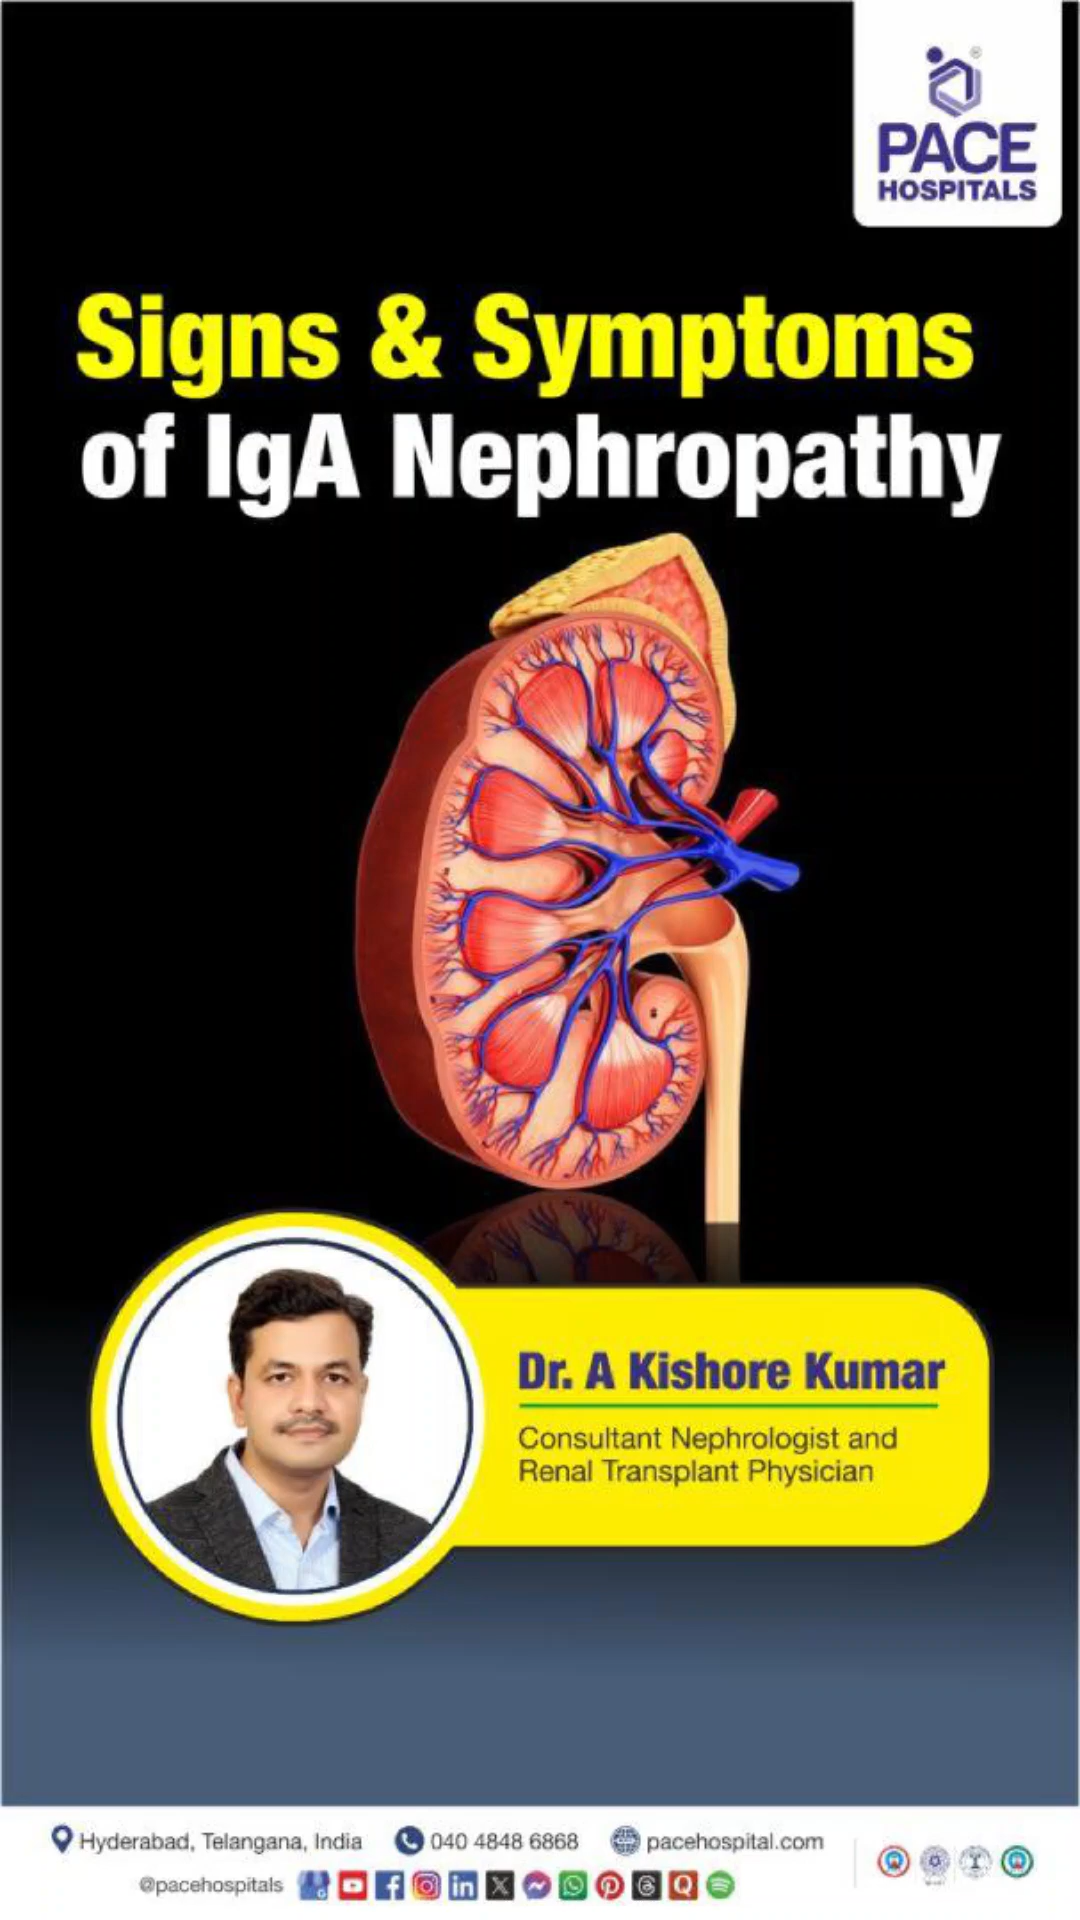 PACE
HOSPITALS
Signs & Symptoms
of IgA Nephropathy
Dr. A Kishore Kumar
Consultant Nephrologist and
Renal Transplant Physician
Hyderabad, Telangana, India 040 4848 6868 pacehospital.com
@pacehospitals